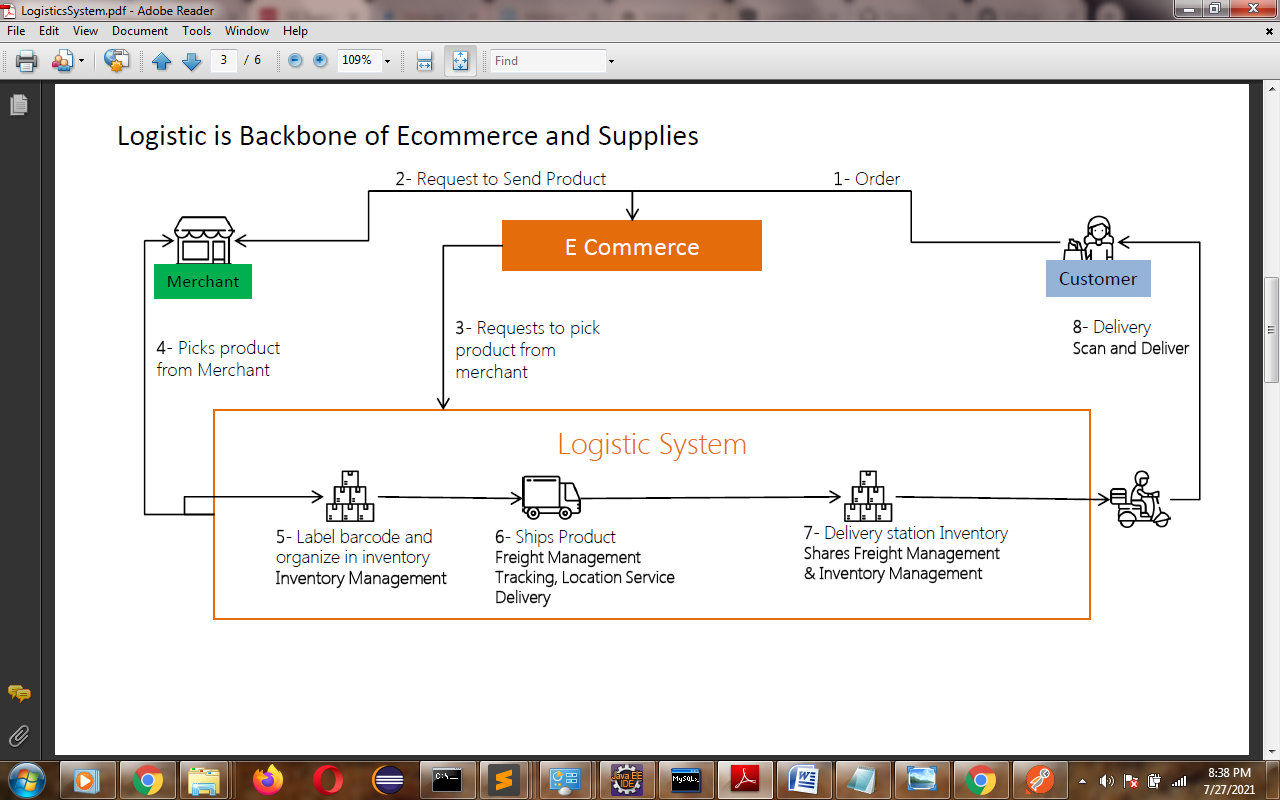 LogisticsSystem.pdf - Adobe Reader
File Edit View Document Tools Window Help
3 / 6 109% Find
Logistic is Backbone of Ecommerce and Supplies
2- Request to Send Product
1- Order
E Commerce
Merchant
Customer
3- Requests to pick
product from
merchant
8- Delivery
Scan and Deliver
4- Picks product
from Merchant
Logistic System
5- Label barcode and
organize in inventory
Inventory Management
6- Ships Product
Freight Management
Tracking, Location Service
Delivery
7- Delivery station Inventory
Shares Freight Management
& Inventory Management
C:\_
Java EE
IDE
MySQL
8:38 PM
7/27/2021